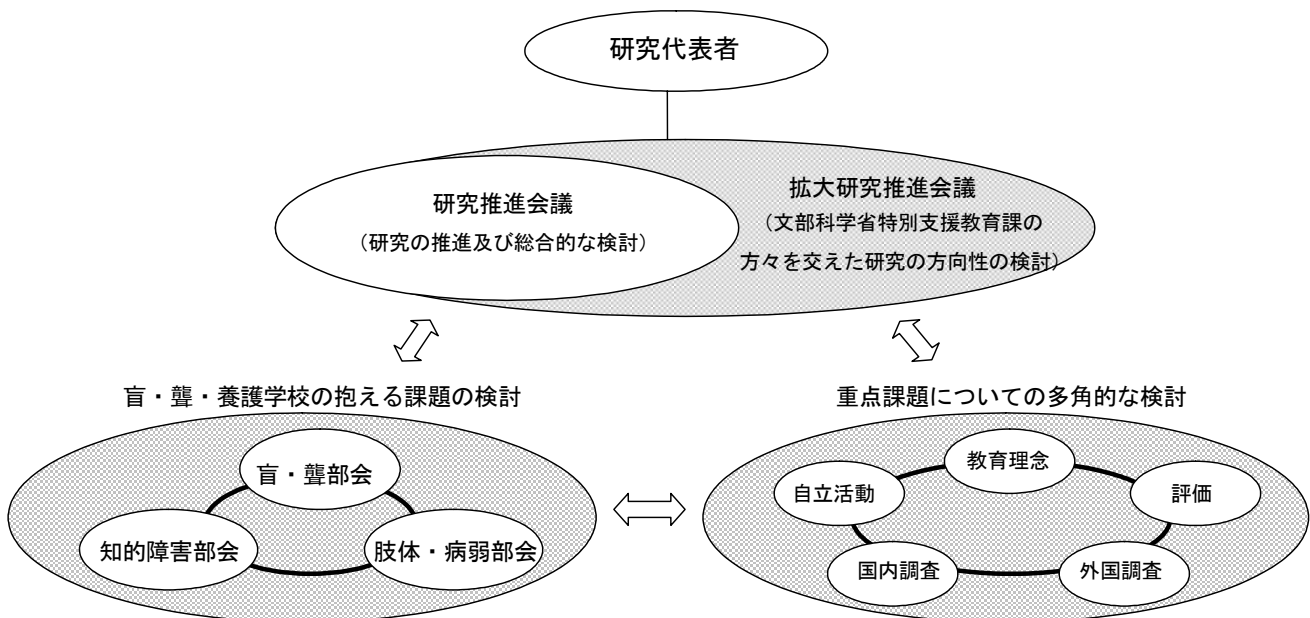 研究代表者
研究推進会議
（研究の推進及び総合的な検討）
拡大研究推進会議
（文部科学省特別支援教育課の
方々を交えた研究の方向性の検討）
盲・聾・養護学校の抱える課題の検討
盲・聾部会
知的障害部会
肢体・病弱部会
重点課題についての多角的な検討
教育理念
自立活動
評価
国内調査
外国調査